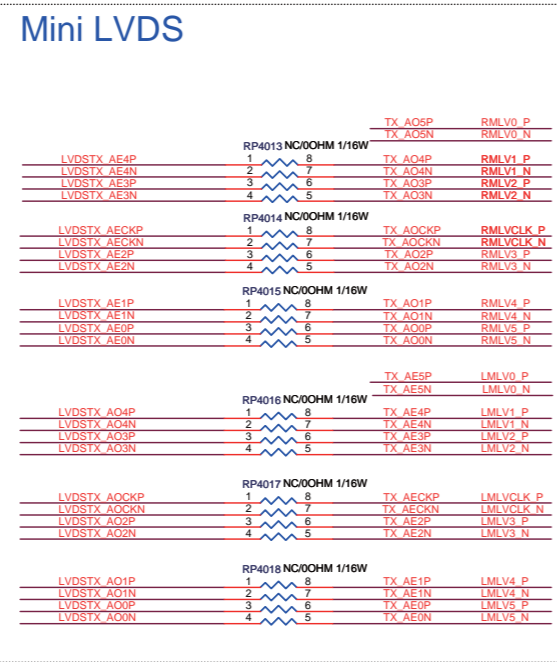 Mini LVDS
TX_AO5P RMLV0_P
TX_AO5N RMLV0_N
RP4013 NC/0OHM 1/16W
LVDSTX_AE4P 1 8 TX_AO4P RMLV1_P
LVDSTX_AE4N 2 7 TX_AO4N RMLV1_N
LVDSTX_AE3P 3 6 TX_AO3P RMLV2_P
LVDSTX_AE3N 4 5 TX_AO3N RMLV2_N
RP4014 NC/0OHM 1/16W
LVDSTX_AECKP 1 8 TX_AOCKP RMLVCLK_P
LVDSTX_AECKN 2 7 TX_AOCKN RMLVCLK_N
LVDSTX_AE2P 3 6 TX_AO2P RMLV3_P
LVDSTX_AE2N 4 5 TX_AO2N RMLV3_N
RP4015 NC/0OHM 1/16W
LVDSTX_AE1P 1 8 TX_AO1P RMLV4_P
LVDSTX_AE1N 2 7 TX_AO1N RMLV4_N
LVDSTX_AE0P 3 6 TX_AO0P RMLV5_P
LVDSTX_AE0N 4 5 TX_AO0N RMLV5_N
TX_AE5P LMLV0_P
TX_AE5N LMLV0_N
RP4016 NC/0OHM 1/16W
LVDSTX_AO4P 1 8 TX_AE4P LMLV1_P
LVDSTX_AO4N 2 7 TX_AE4N LMLV1_N
LVDSTX_AO3P 3 6 TX_AE3P LMLV2_P
LVDSTX_AO3N 4 5 TX_AE3N LMLV2_N
RP4017 NC/0OHM 1/16W
LVDSTX_AOCKP 1 8 TX_AECKP LMLVCLK_P
LVDSTX_AOCKN 2 7 TX_AECKN LMLVCLK_N
LVDSTX_AO2P 3 6 TX_AE2P LMLV3_P
LVDSTX_AO2N 4 5 TX_AE2N LMLV3_N
RP4018 NC/0OHM 1/16W
LVDSTX_AO1P 1 8 TX_AE1P LMLV4_P
LVDSTX_AO1N 2 7 TX_AE1N LMLV4_N
LVDSTX_AO0P 3 6 TX_AE0P LMLV5_P
LVDSTX_AO0N 4 5 TX_AE0N LMLV5_N